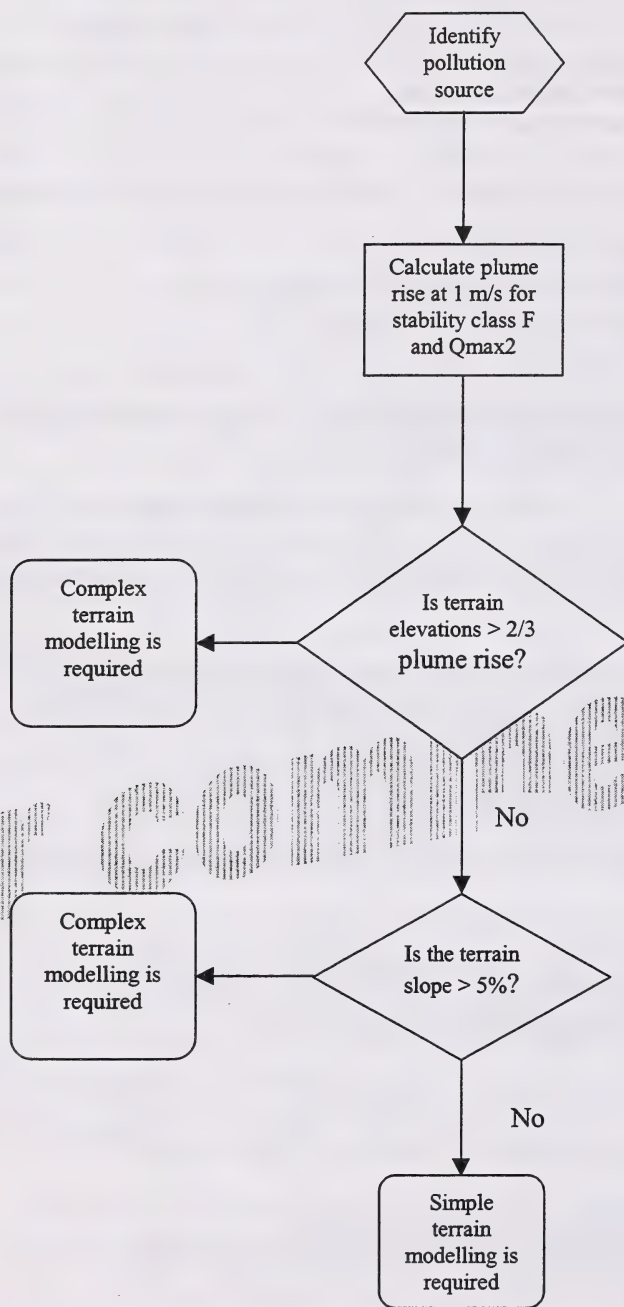 Identify
pollution
source
Calculate plume
rise at 1 m/s for
stability class F
and Qmax2
Is terrain
elevations > 2/3
plume rise?
Complex
terrain
modelling is
required
No
Is the terrain
slope > 5%?
Complex
terrain
modelling is
required
No
Simple
terrain
modelling is
required